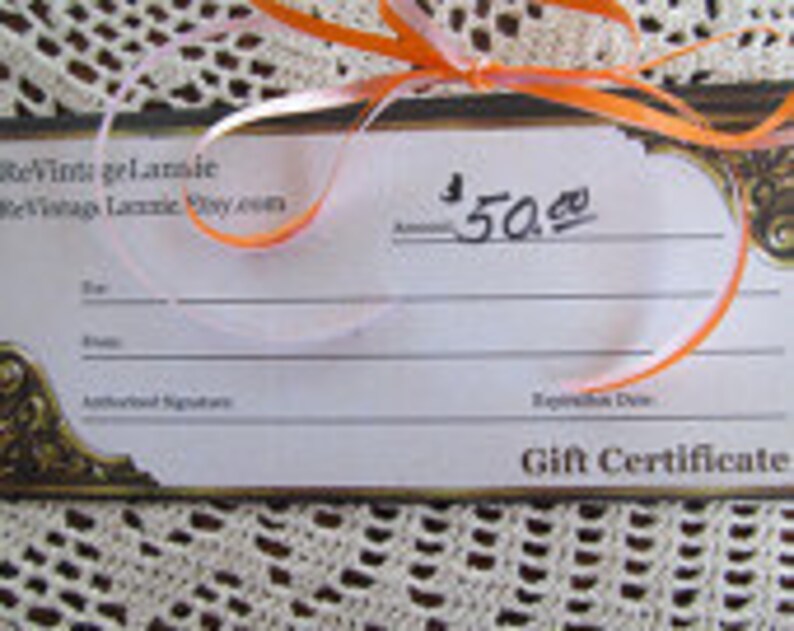 ReVintageLannie
ReVintageLannie.Etsy.com
Amount $50.00
To:
From:
Authorized Signature: Expiration Date:
Gift Certificate